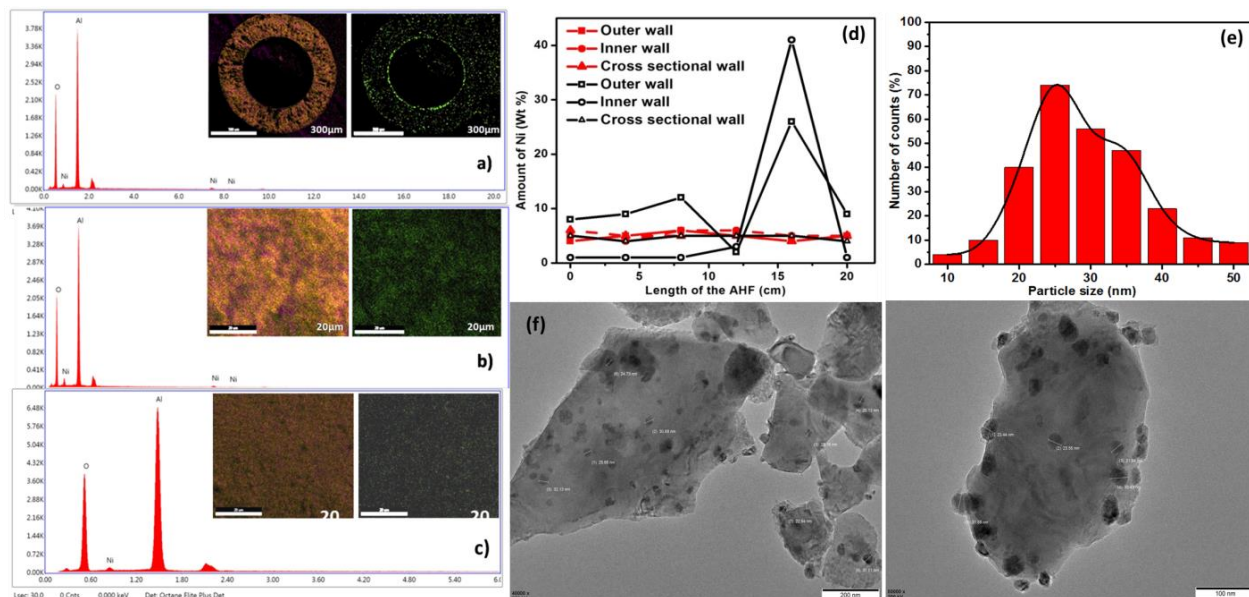 3.78K
3.36K
2.94K
2.52K
2.10K
1.68K
1.26K
0.84K
0.42K
0.00K
O
Al
Ni
Ni
Ni
300μm
300μm
a)
0.0 2.0 4.0 6.0 8.0 10.0 12.0 14.0 16.0 18.0 20.0
4.10K
3.69K
3.28K
2.87K
2.46K
2.05K
1.64K
1.23K
0.82K
0.41K
0.00K
O
Al
Ni
Ni
Ni
20μm
20μm
b)
6.48K
5.76K
5.04K
4.32K
3.60K
2.88K
2.16K
1.44K
0.72K
0.00K
O
Al
Ni
20
20
c)
0.00 0.60 1.20 1.80 2.40 3.00 3.60 4.20 4.80 5.40
Lsec: 30.0 0 Cnts 0.000 keV Det: Octane Elite Plus Det
(d)
Outer wall
Inner wall
Cross sectional wall
Outer wall
Inner wall
Cross sectional wall
Amount of Ni (Wt %)
40
30
20
10
0
0 5 10 15 20
Length of the AHF (cm)
(e)
Number of counts (%)
100
90
80
70
60
50
40
30
20
10
0
10 20 30 40 50
Particle size (nm)
(f)
200 nm
100 nm